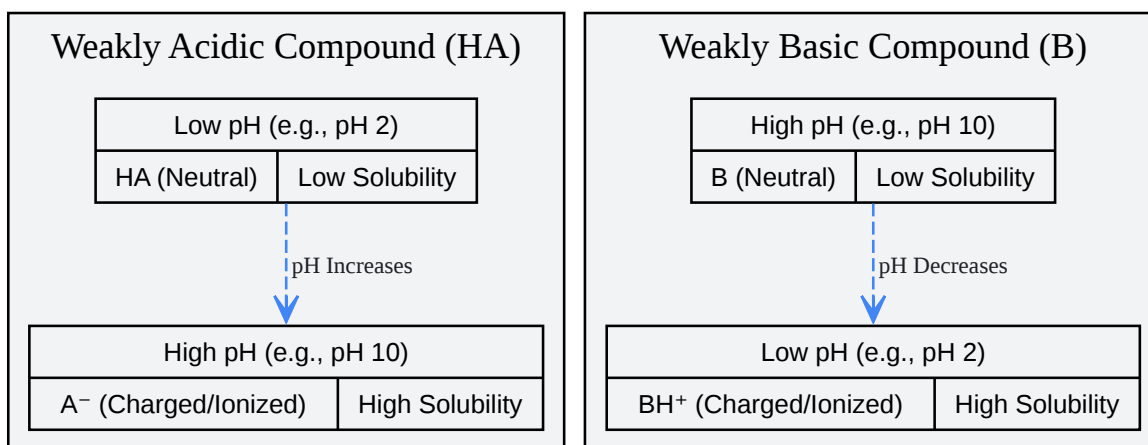 Weakly Acidic Compound (HA)
Low pH (e.g., pH 2)
HA (Neutral) Low Solubility
pH Increases
High pH (e.g., pH 10)
A⁻ (Charged/Ionized) High Solubility
Weakly Basic Compound (B)
High pH (e.g., pH 10)
B (Neutral) Low Solubility
pH Decreases
Low pH (e.g., pH 2)
BH⁺ (Charged/Ionized) High Solubility